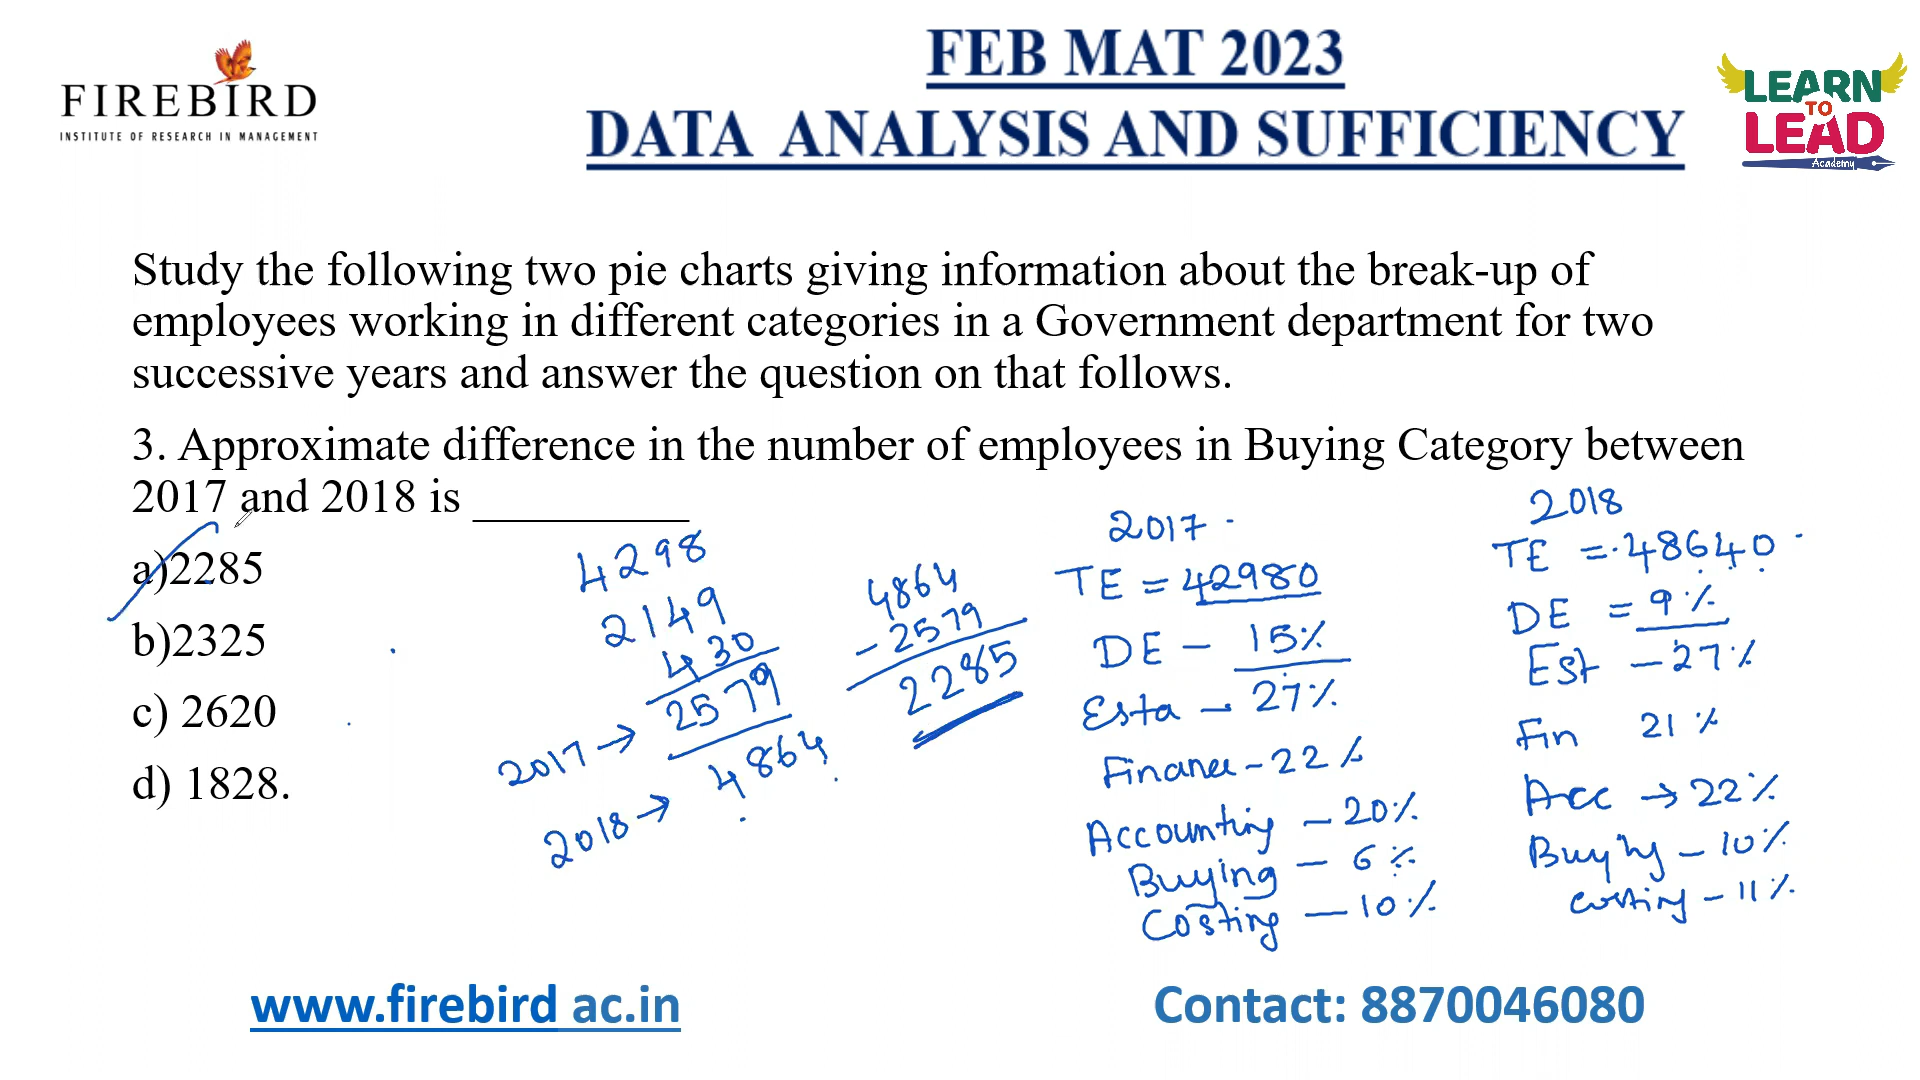 FIREBIRD
INSTITUTE OF RESEARCH IN MANAGEMENT
FEB MAT 2023
DATA ANALYSIS AND SUFFICIENCY
LEARN
TO
LEAD
Academy
Study the following two pie charts giving information about the break-up of
employees working in different categories in a Government department for two
successive years and answer the question on that follows.
3. Approximate difference in the number of employees in Buying Category between
2017 and 2018 is __________
a)2285
b)2325
c) 2620
d) 1828.
4298
2149
430
2579
2017 →
2018 → 4864
4864
- 2579
2285
2017
TE = 42980
DE - 15%
Esta - 27%
Finance - 22%
Accounting - 20%
Buying - 6%
Costing - 10%
2018
TE = 48640
DE = 9%
Est - 27%
Fin 21%
Acc → 22%
Buying - 10%
costing - 11%
www.firebird ac.in
Contact: 8870046080